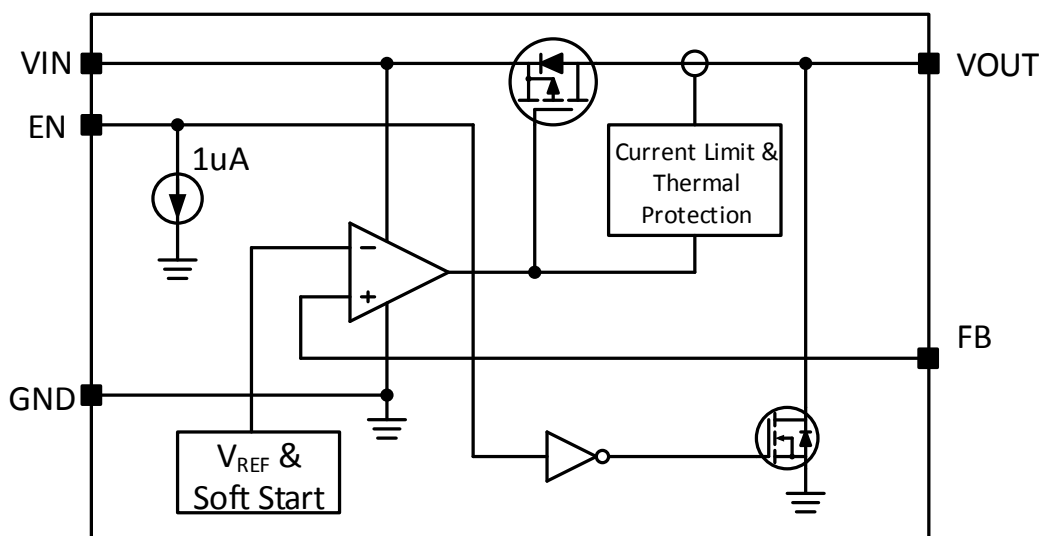 VIN
VOUT
EN
1uA
Current Limit &
Thermal
Protection
−
+
FB
GND
VREF &
Soft Start